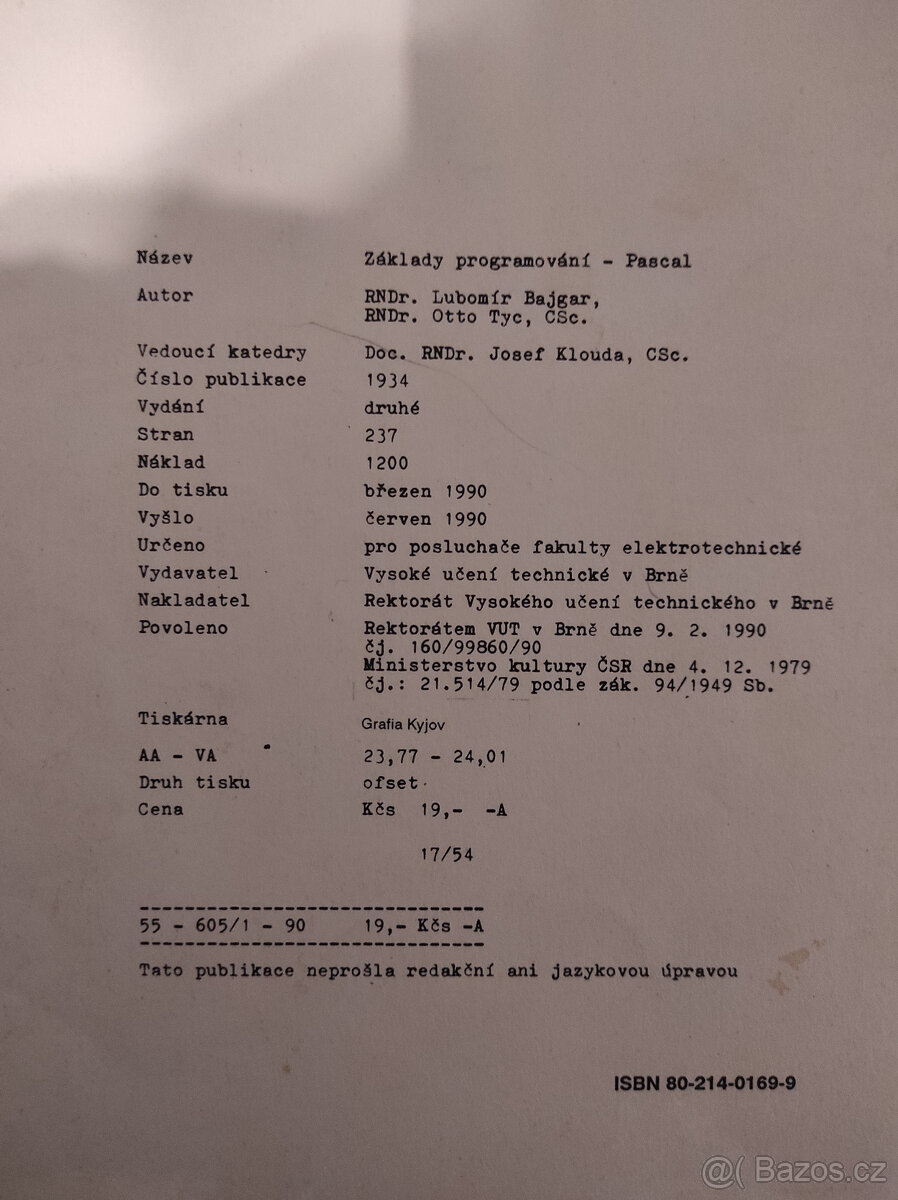 Název Základy programování - Pascal
Autor RNDr. Lubomír Bajgar,
RNDr. Otto Tyc, CSc.
Vedoucí katedry Doc. RNDr. Josef Klouda, CSc.
Číslo publikace 1934
Vydání druhé
Stran 237
Náklad 1200
Do tisku březen 1990
Vyšlo červen 1990
Určeno pro posluchače fakulty elektrotechnické
Vydavatel Vysoké učení technické v Brně
Nakladatel Rektorát Vysokého učení technického v Brně
Povoleno Rektorátem VUT v Brně dne 9. 2. 1990
čj. 160/99860/90
Ministerstvo kultury ČSR dne 4. 12. 1979
čj.: 21.514/79 podle zák. 94/1949 Sb.
Tiskárna Grafia Kyjov
AA - VA 23,77 - 24,01
Druh tisku ofset
Cena Kčs 19,- -A
17/54
55 - 605/1 - 90 19,- Kčs -A
Tato publikace neprošla redakční ani jazykovou úpravou
ISBN 80-214-0169-9
@( Bazos.cz